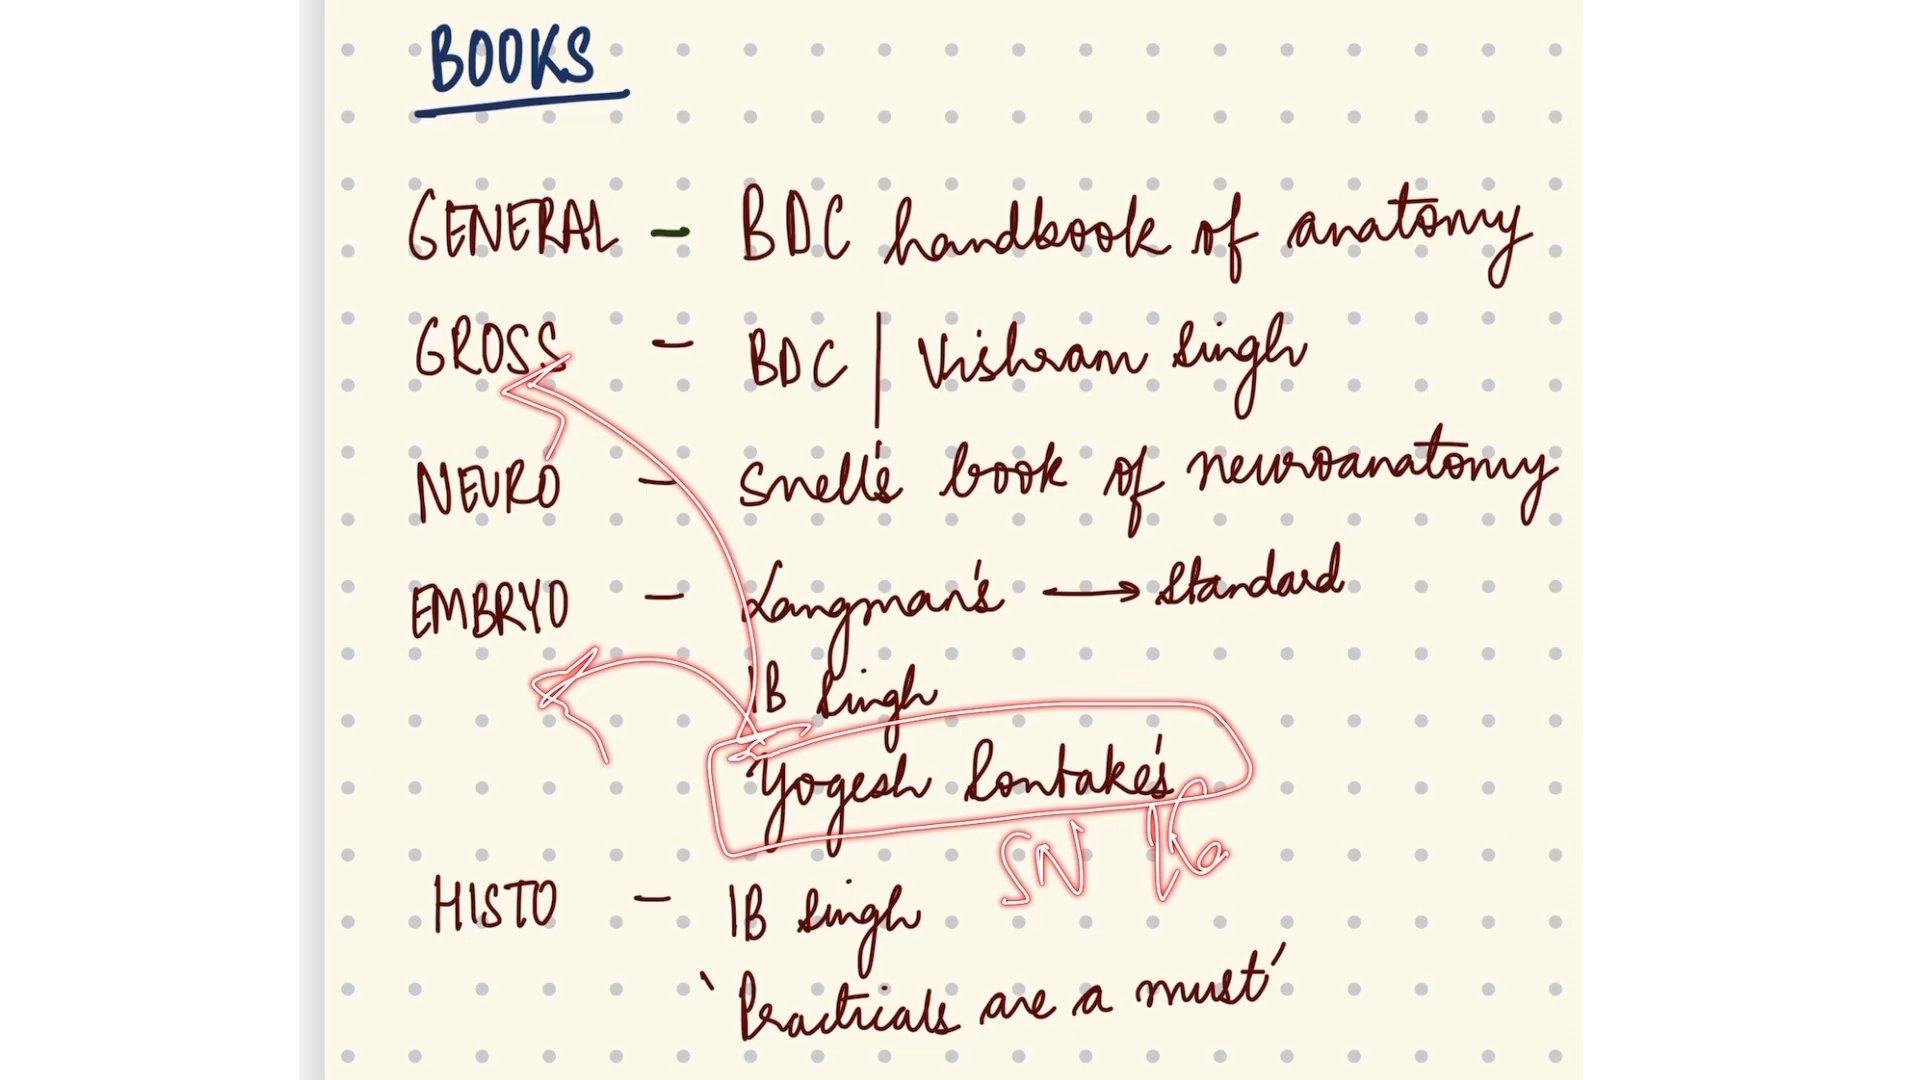 BOOKS
GENERAL - BDC handbook of anatomy
GROSS - BDC | Vishram Singh
NEURO - Snell's book of neuroanatomy
EMBRYO - Langman's → Standard
IB Singh
Yogesh Sontake's
SN
HISTO - IB Singh
'Practicals are a must'